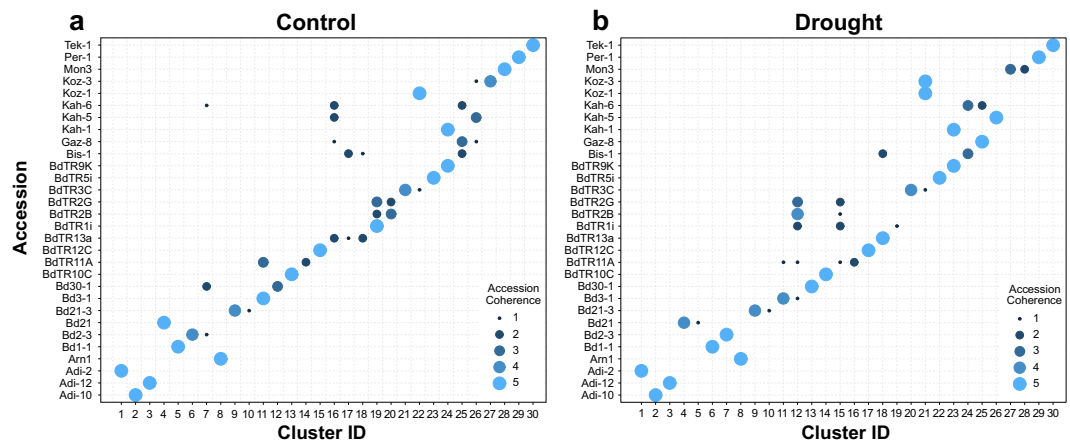 a
Control
Accession
Tek-1
Per-1
Mon3
Koz-3
Koz-1
Kah-6
Kah-5
Kah-1
Gaz-8
Bis-1
BdTR9K
BdTR5i
BdTR3C
BdTR2G
BdTR2B
BdTR1i
BdTR13a
BdTR12C
BdTR11A
BdTR10C
Bd30-1
Bd3-1
Bd21-3
Bd21
Bd2-3
Bd1-1
Arn1
Adi-2
Adi-12
Adi-10
Accession
Coherence
1
2
3
4
5
1 2 3 4 5 6 7 8 9 10 11 12 13 14 15 16 17 18 19 20 21 22 23 24 25 26 27 28 29 30
Cluster ID
b
Drought
Tek-1
Per-1
Mon3
Koz-3
Koz-1
Kah-6
Kah-5
Kah-1
Gaz-8
Bis-1
BdTR9K
BdTR5i
BdTR3C
BdTR2G
BdTR2B
BdTR1i
BdTR13a
BdTR12C
BdTR11A
BdTR10C
Bd30-1
Bd3-1
Bd21-3
Bd21
Bd2-3
Bd1-1
Arn1
Adi-2
Adi-12
Adi-10
Accession
Coherence
1
2
3
4
5
1 2 3 4 5 6 7 8 9 10 11 12 13 14 15 16 17 18 19 20 21 22 23 24 25 26 27 28 29 30
Cluster ID